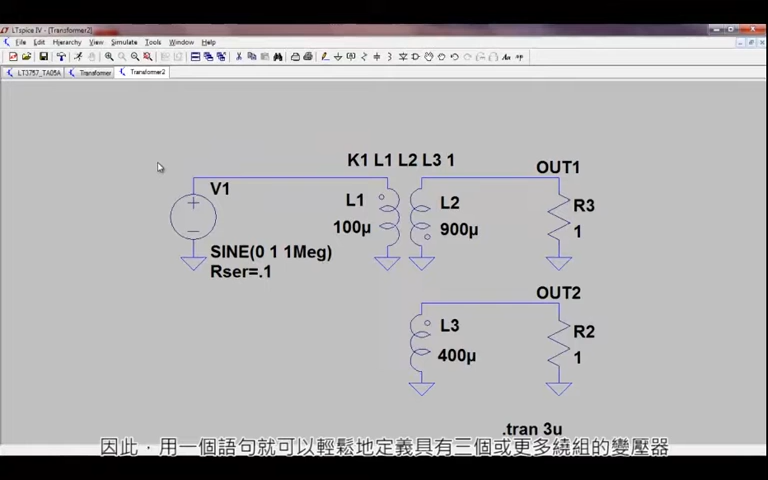 LTspice IV - [Transformer2]
File Edit Hierarchy View Simulate Tools Window Help
LT3757_TA05A Transformer Transformer2
K1 L1 L2 L3 1
OUT1
V1
L1
L2
R3
100µ
900µ
1
SINE(0 1 1Meg)
Rser=.1
OUT2
L3
R2
400µ
1
.tran 3u
因此，用一個語句就可以輕鬆地定義具有三個或更多繞組的變壓器